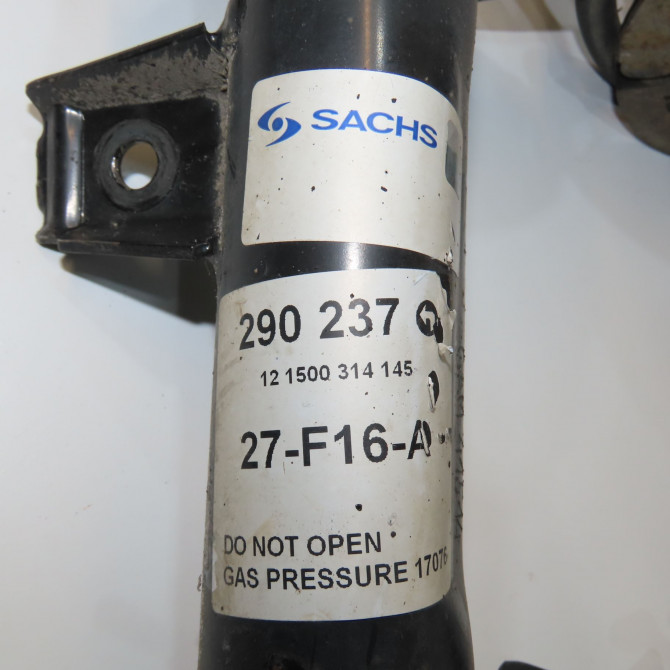 SACHS
290 237
12 1500 314 145
27-F16-A
DO NOT OPEN
GAS PRESSURE 17076